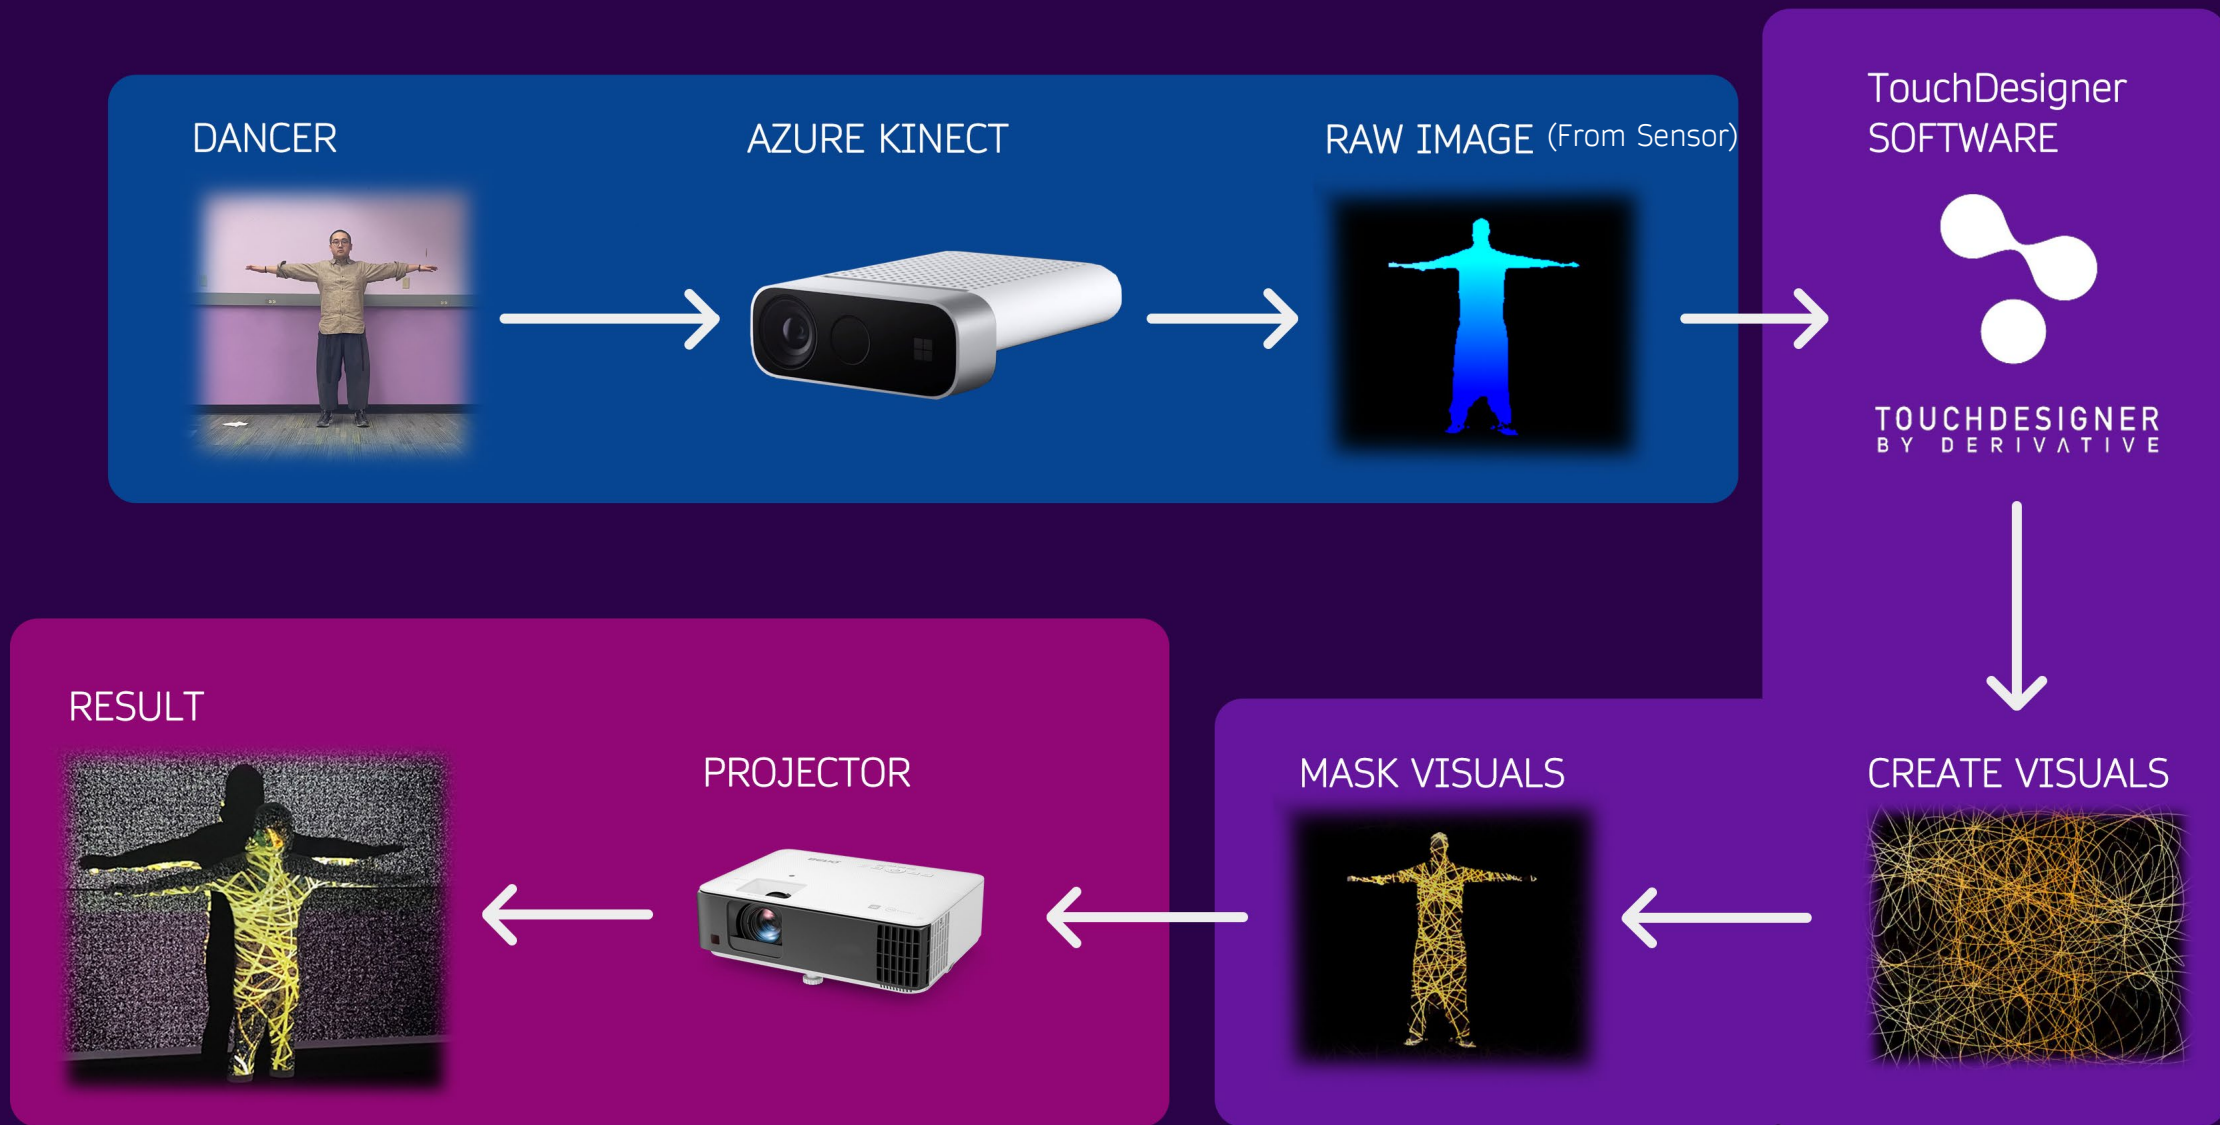 DANCER
AZURE KINECT
RAW IMAGE (From Sensor)
TouchDesigner
SOFTWARE
TOUCHDESIGNER
BY DERIVATIVE
CREATE VISUALS
MASK VISUALS
PROJECTOR
RESULT